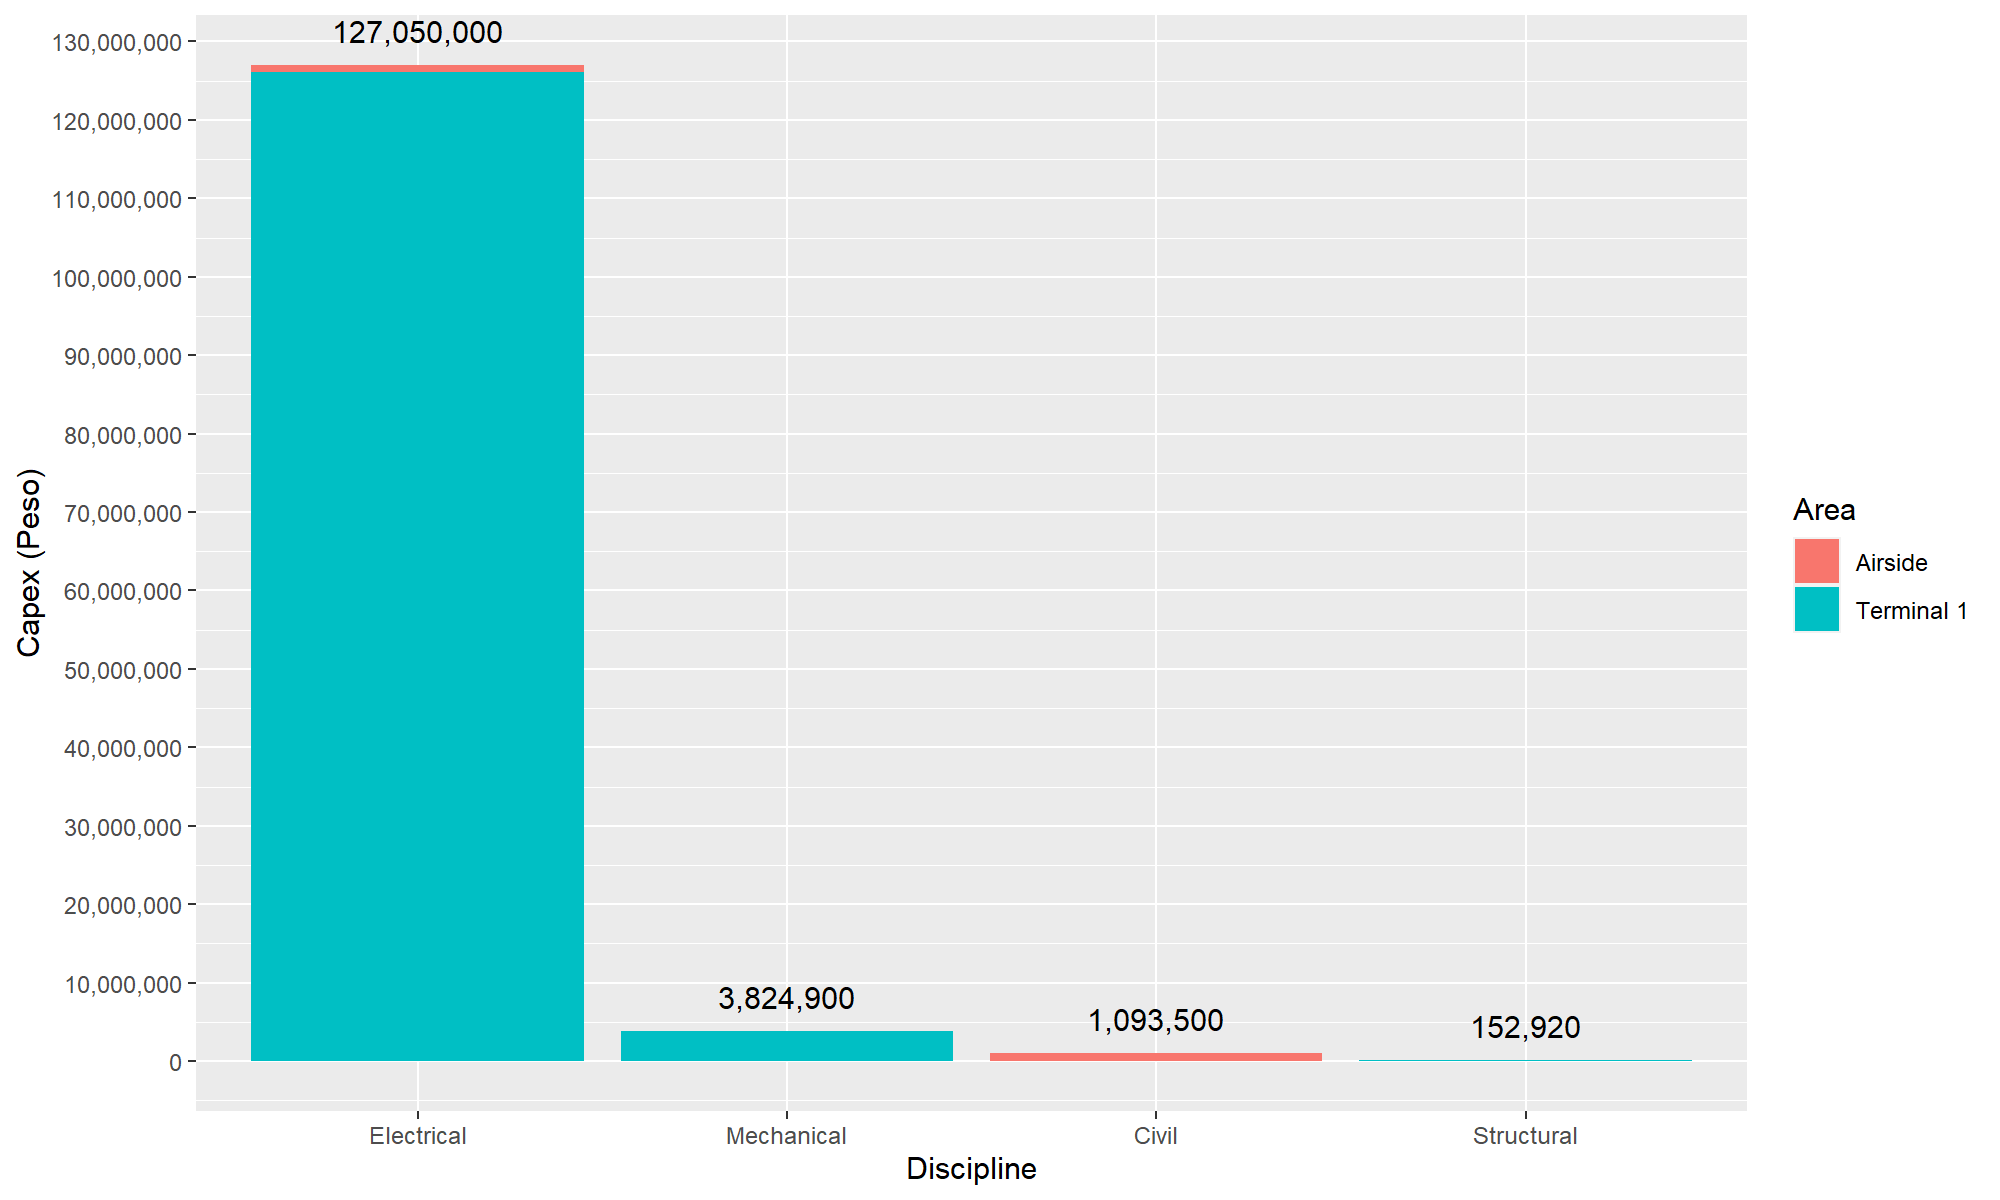 127,050,000
130,000,000
120,000,000
110,000,000
100,000,000
90,000,000
80,000,000
70,000,000
60,000,000
50,000,000
40,000,000
30,000,000
20,000,000
10,000,000
0
Capex (Peso)
3,824,900
1,093,500
152,920
Electrical
Mechanical
Civil
Structural
Discipline
Area
Airside
Terminal 1